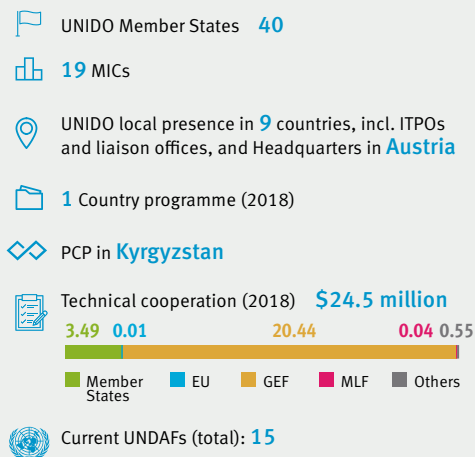 UNIDO Member States 40
19 MICs
UNIDO local presence in 9 countries, incl. ITPOs
and liaison offices, and Headquarters in Austria
1 Country programme (2018)
PCP in Kyrgyzstan
Technical cooperation (2018) $24.5 million
3.49 0.01 20.44 0.04 0.55
Member EU GEF MLF Others
States
Current UNDAFs (total): 15